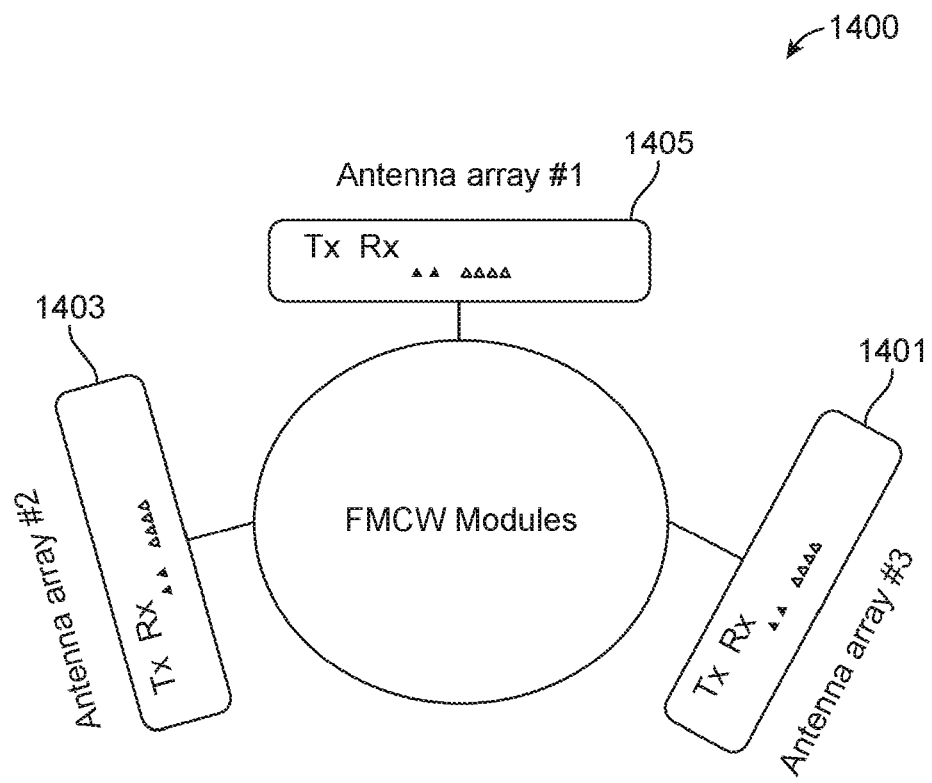 1400
1405
Antenna array #1
Tx Rx
1403
1401
FMCW Modules
Antenna array #2
Tx Rx
Tx Rx
Antenna array #3